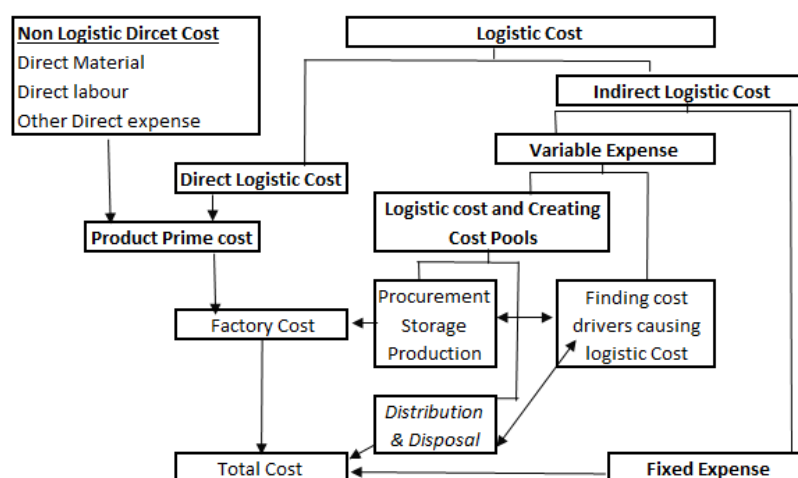 Non Logistic Dircet Cost
Direct Material
Direct labour
Other Direct expense
Logistic Cost
Indirect Logistic Cost
Variable Expense
Direct Logistic Cost
Logistic cost and Creating
Cost Pools
Product Prime cost
Procurement
Storage
Production
Finding cost
drivers causing
logistic Cost
Factory Cost
Distribution
& Disposal
Total Cost
Fixed Expense